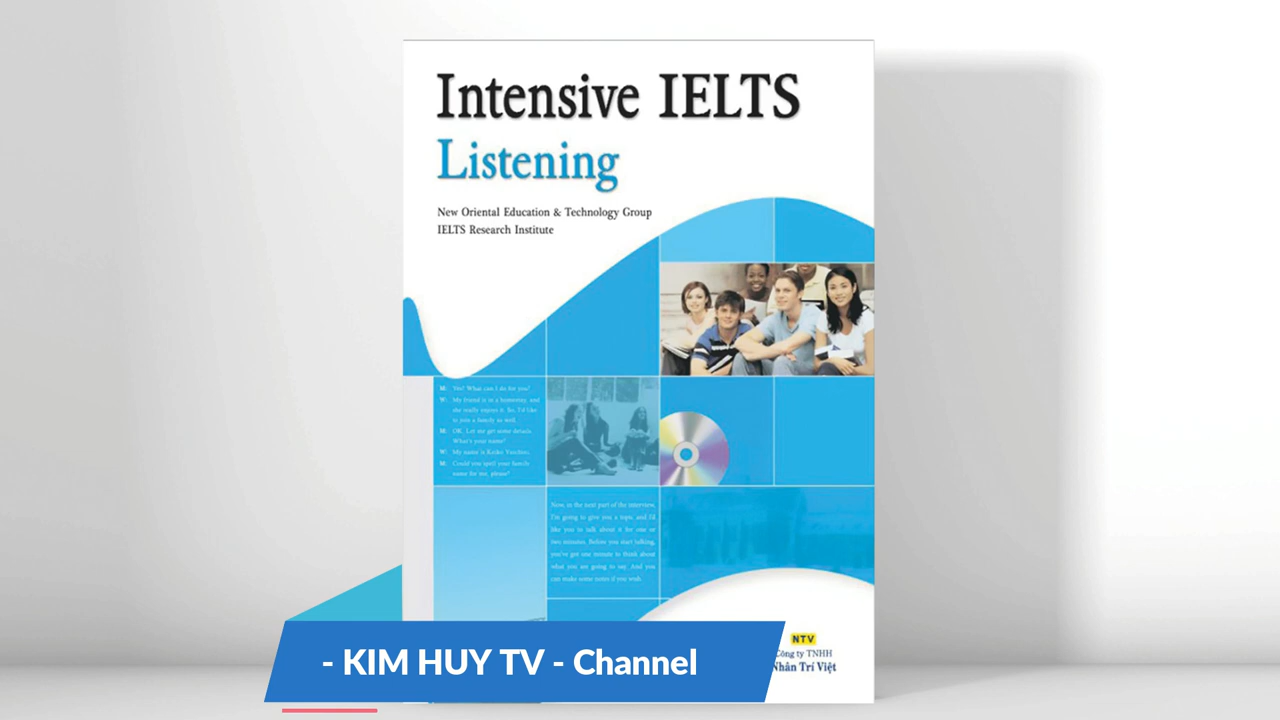 Intensive IELTS
Listening
New Oriental Education & Technology Group
IELTS Research Institute
M: Yes? What can I do for you?
W: My friend is in a homestay, and
she really enjoys it. So, I'd like
to join a family as well.
M: OK. Let me get some details.
What's your name?
W: My name is Keiko
M: Could you spell your family
name for me, please?
Now, in the next part of the interview,
I'm going to give you a topic and I'd
like you to talk about it for one or
two minutes. Before you start talking,
you've got one minute to think about
what you are going to say. And you
can make some notes if you wish.
NTV
Công ty TNHH
Nhân Trí Việt
- KIM HUY TV - Channel